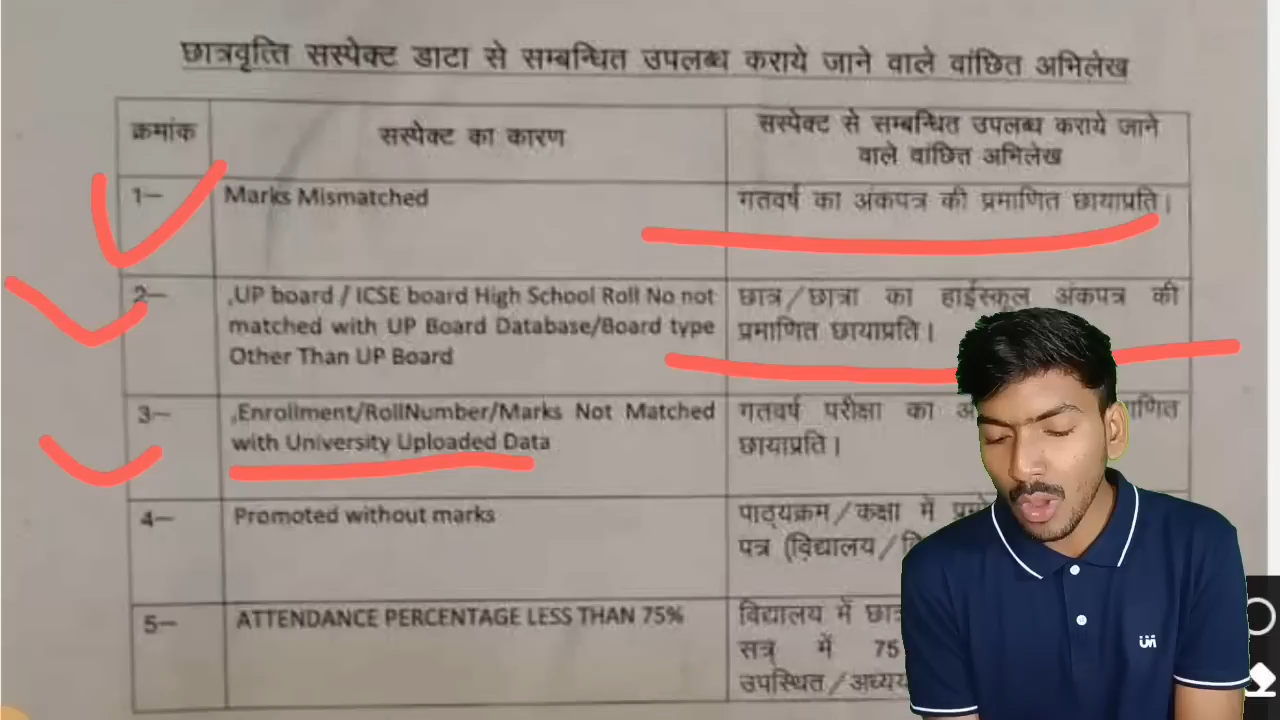 छात्रवृत्ति सस्पेक्ट डाटा से सम्बन्धित उपलब्ध कराये जाने वाले वांछित अभिलेख
क्रमांक
सस्पेक्ट का कारण
सस्पेक्ट से सम्बन्धित उपलब्ध कराये जाने
वाले वांछित अभिलेख
1–
Marks Mismatched
गतवर्ष का अंकपत्र की प्रमाणित छायाप्रति।
2–
,UP board / ICSE board High School Roll No not
matched with UP Board Database/Board type
Other Than UP Board
छात्र/छात्रा का हाईस्कूल अंकपत्र की
प्रमाणित छायाप्रति।
3–
,Enrollment/RollNumber/Marks Not Matched
with University Uploaded Data
गतवर्ष परीक्षा का
छायाप्रति।
4–
Promoted without marks
पाठ्यक्रम/कक्षा में
पत्र (विद्यालय/
5–
ATTENDANCE PERCENTAGE LESS THAN 75%
विद्यालय में
सत्र में 75
उपस्थित/